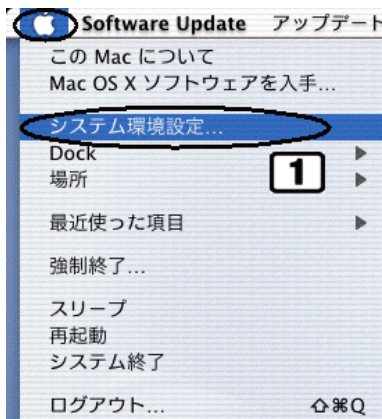 Software Update アップデート
この Mac について
Mac OS X ソフトウェアを入手...
システム環境設定...
Dock
場所
1
最近使った項目
強制終了...
スリープ
再起動
システム終了
ログアウト... ⇧⌘Q